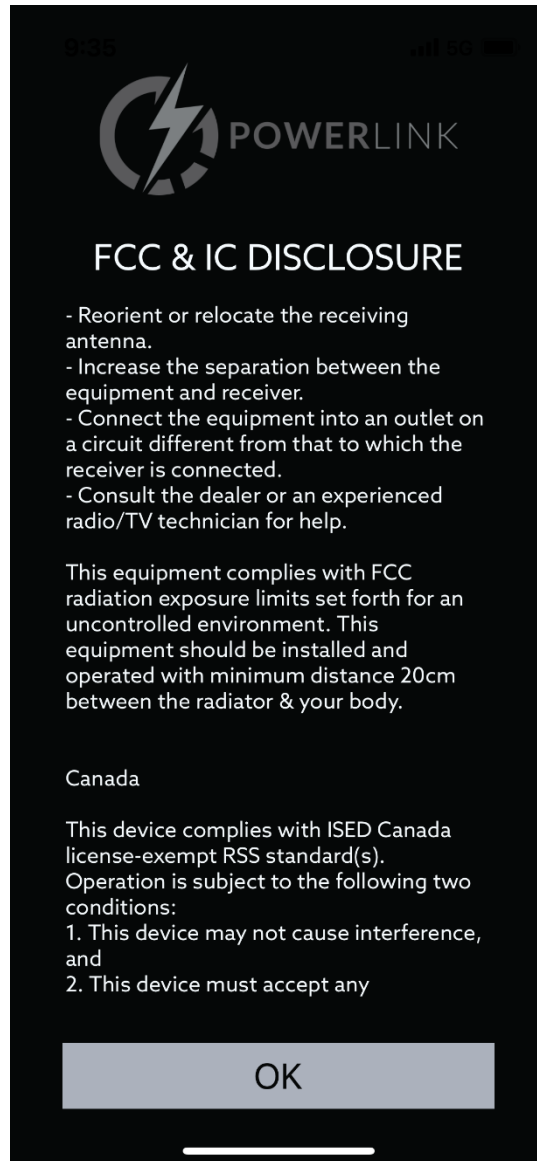 9:35
5G
POWERLINK
FCC & IC DISCLOSURE
- Reorient or relocate the receiving
antenna.
- Increase the separation between the
equipment and receiver.
- Connect the equipment into an outlet on
a circuit different from that to which the
receiver is connected.
- Consult the dealer or an experienced
radio/TV technician for help.
This equipment complies with FCC
radiation exposure limits set forth for an
uncontrolled environment. This
equipment should be installed and
operated with minimum distance 20cm
between the radiator & your body.
Canada
This device complies with ISED Canada
license-exempt RSS standard(s).
Operation is subject to the following two
conditions:
1. This device may not cause interference,
and
2. This device must accept any
OK